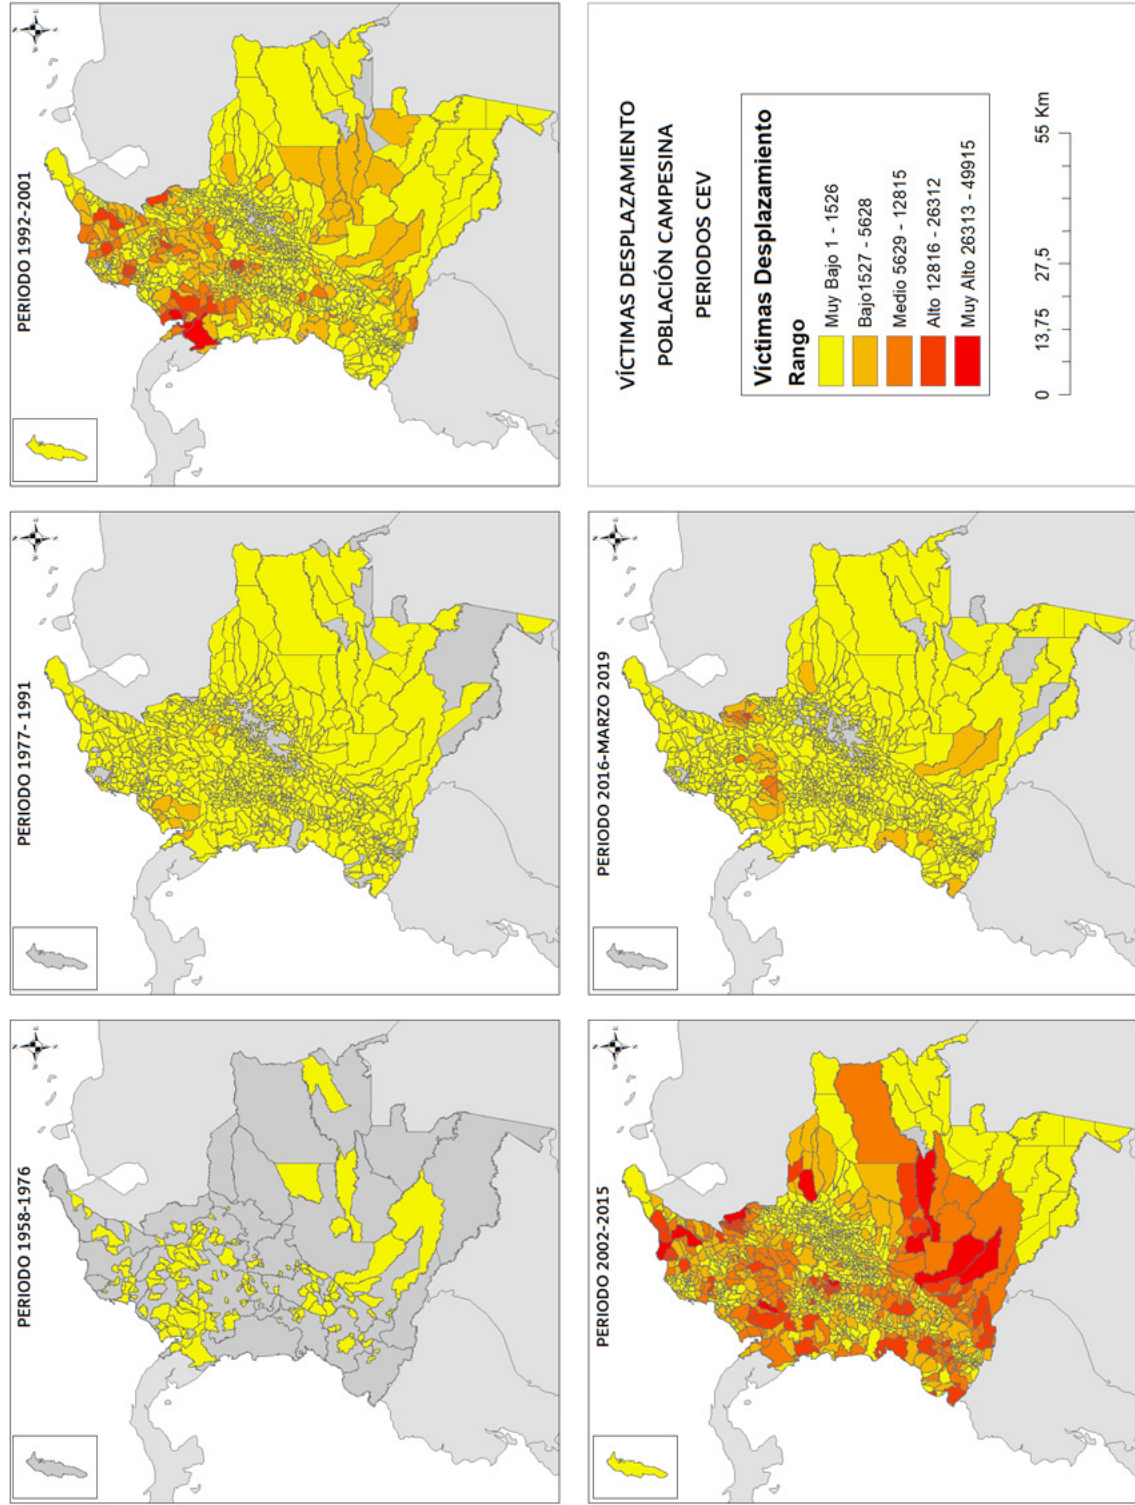 PERIODO 1958-1976
PERIODO 1977- 1991
PERIODO 1992-2001
PERIODO 2002-2015
PERIODO 2016-MARZO 2019
VÍCTIMAS DESPLAZAMIENTO
POBLACIÓN CAMPESINA
PERIODOS CEV
Victimas Desplazamiento
Rango
Muy Bajo 1 - 1526
Bajo1527 - 5628
Medio 5629 - 12815
Alto 12816 - 26312
Muy Alto 26313 - 49915
0 13,75 27,5 55 Km